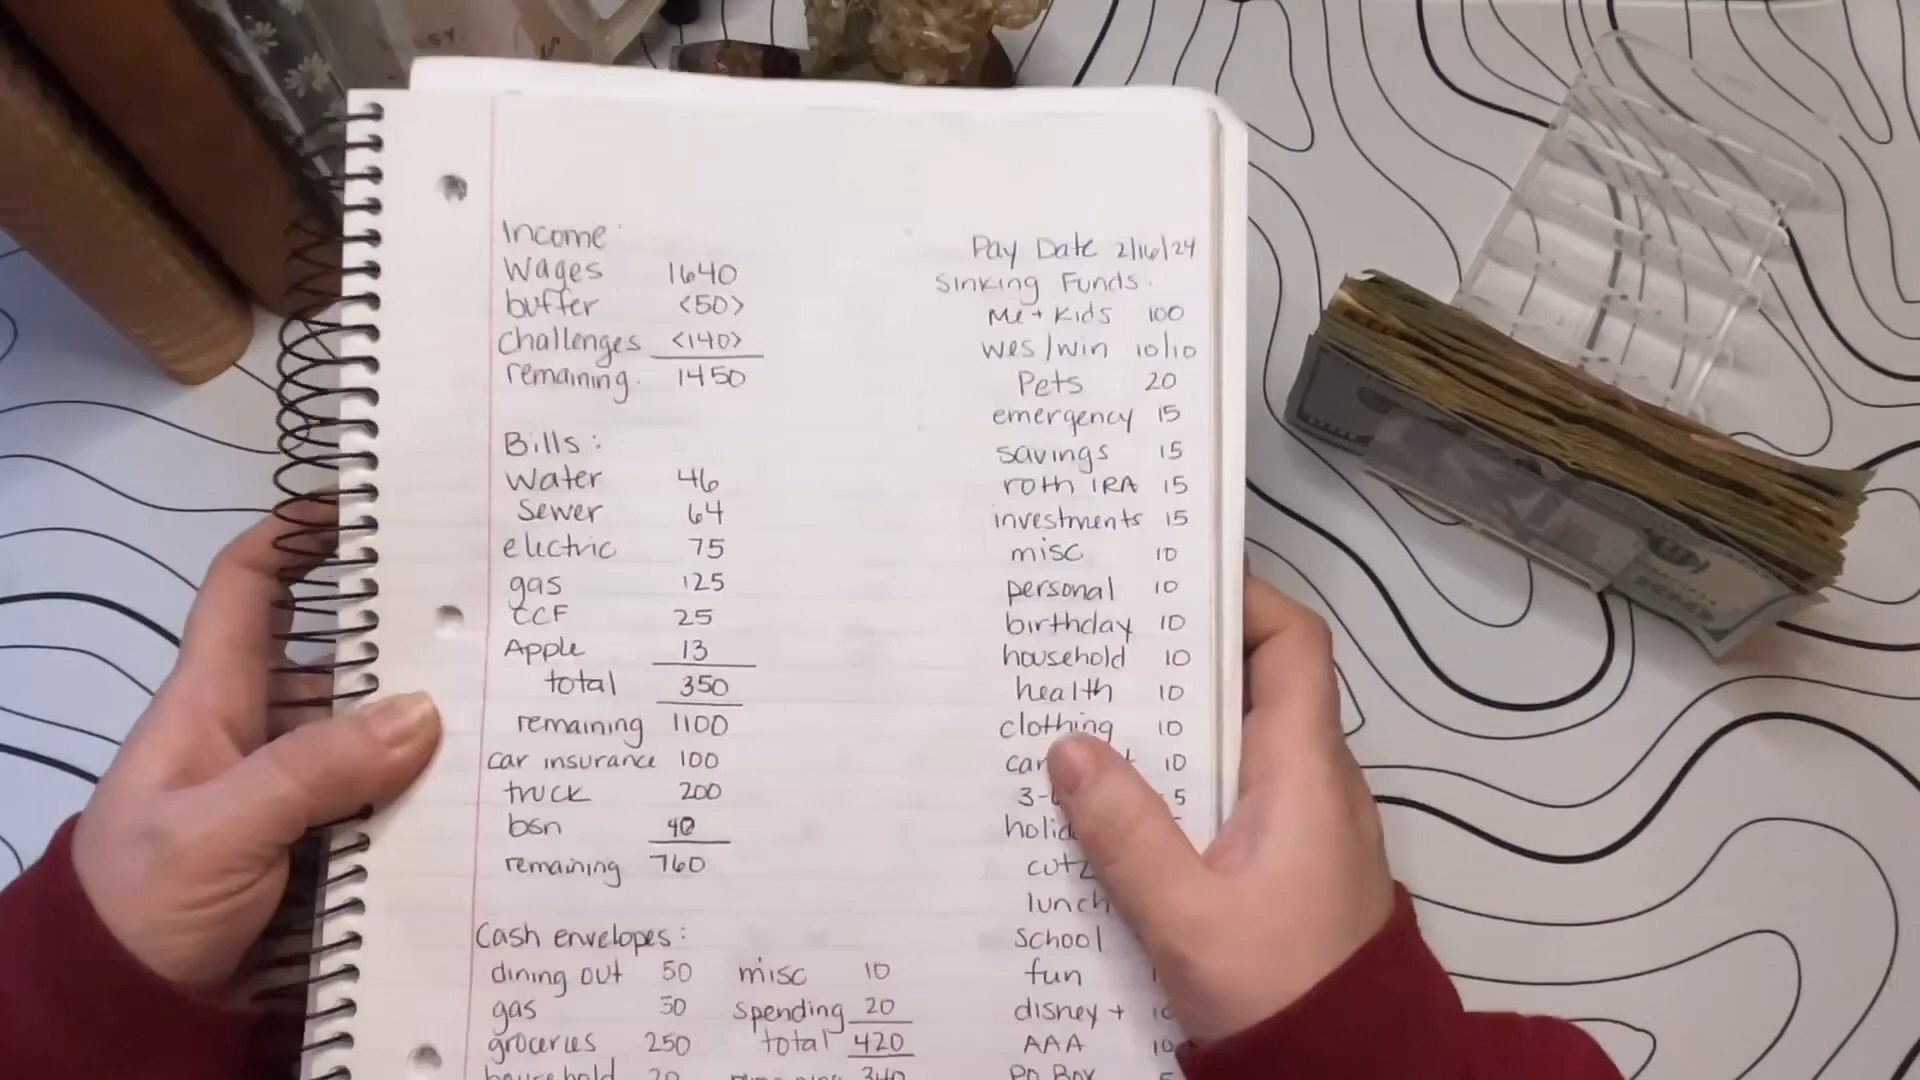 Income
Wages 1640
buffer <50>
challenges <140>
remaining. 1450
Bills:
Water 46
Sewer 64
electric 75
gas 125
CCF 25
Apple 13
total 350
remaining 1100
car insurance 100
truck 200
bsn 40
remaining 760
Cash envelopes:
dining out 50 misc 10
gas 50 spending 20
groceries 250 total 420
household 20 remaining 340
Pay Date 2/16/24
Sinking Funds:
Me + Kids 100
Wes/Win 10/10
Pets 20
emergency 15
savings 15
roth IRA 15
investments 15
misc 10
personal 10
birthday 10
household 10
health 10
clothing 10
car 10
5
lunch
School
fun
disney +
AAA 10
PO Box